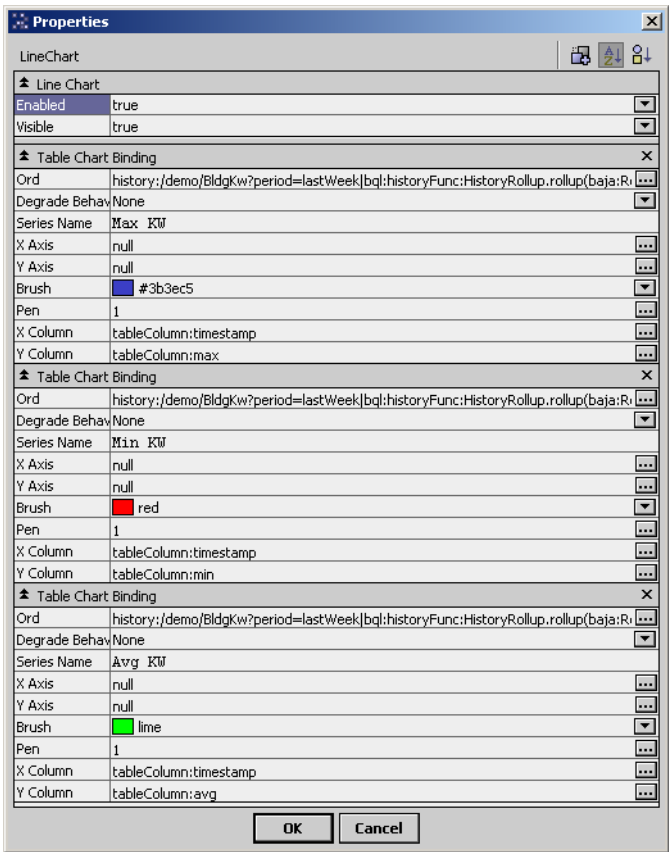 Properties
LineChart
Line Chart
Enabled true
Visible true
Table Chart Binding
Ord history:/demo/BldgKw?period=lastWeek|bql:historyFunc:HistoryRollup.rollup(baja:R
Degrade Behav None
Series Name Max KW
X Axis null
Y Axis null
Brush #3b3ec5
Pen 1
X Column tableColumn:timestamp
Y Column tableColumn:max
Table Chart Binding
Ord history:/demo/BldgKw?period=lastWeek|bql:historyFunc:HistoryRollup.rollup(baja:R
Degrade Behav None
Series Name Min KW
X Axis null
Y Axis null
Brush red
Pen 1
X Column tableColumn:timestamp
Y Column tableColumn:min
Table Chart Binding
Ord history:/demo/BldgKw?period=lastWeek|bql:historyFunc:HistoryRollup.rollup(baja:R
Degrade Behav None
Series Name Avg KW
X Axis null
Y Axis null
Brush lime
Pen 1
X Column tableColumn:timestamp
Y Column tableColumn:avg
OK Cancel